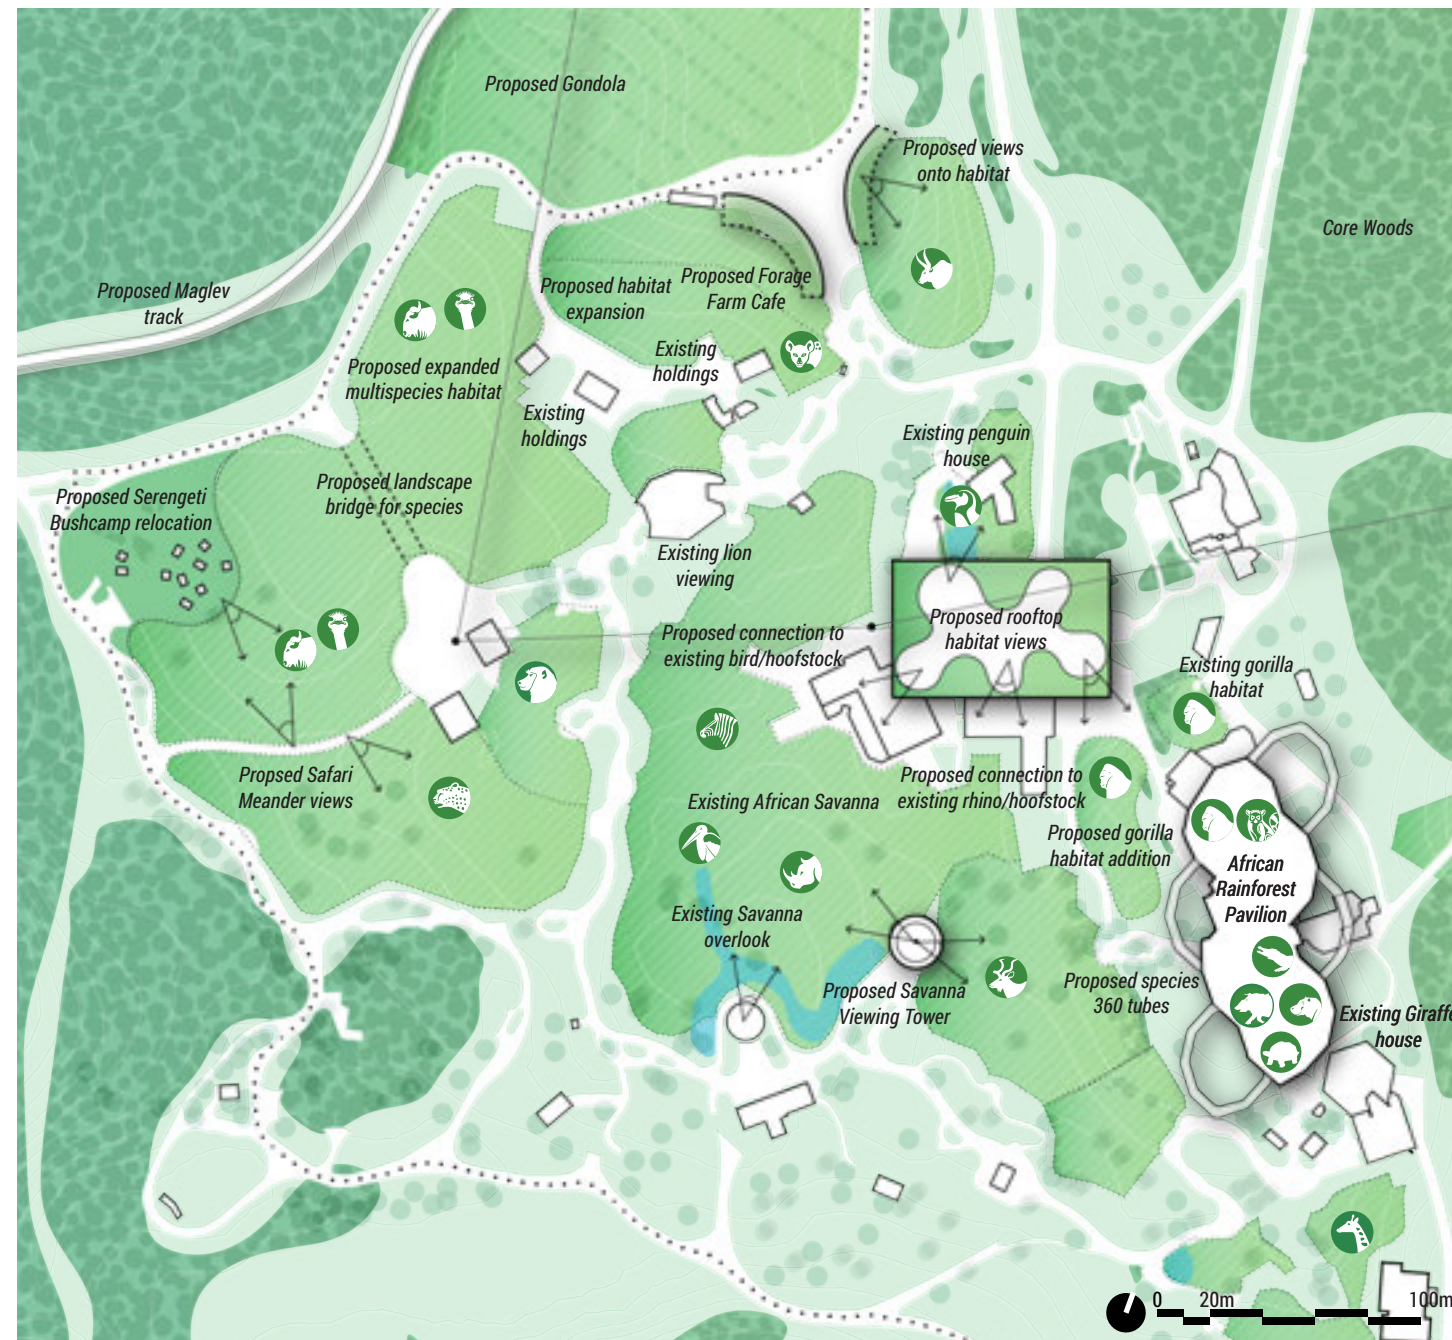 Proposed Gondola
Proposed views
onto habitat
Core Woods
Proposed Maglev
track
Proposed habitat
expansion
Proposed Forage
Farm Cafe
Proposed expanded
multispecies habitat
Existing
holdings
Existing
holdings
Existing penguin
house
Proposed Serengeti
Bushcamp relocation
Proposed landscape
bridge for species
Existing lion
viewing
Proposed connection to
existing bird/hoofstock
Proposed rooftop
habitat views
Existing gorilla
habitat
Propsed Safari
Meander views
Existing African Savanna
Proposed connection to
existing rhino/hoofstock
Proposed gorilla
habitat addition
African
Rainforest
Pavilion
Existing Savanna
overlook
Proposed Savanna
Viewing Tower
Proposed species
360 tubes
Existing Giraffe
house
0 20m 100m